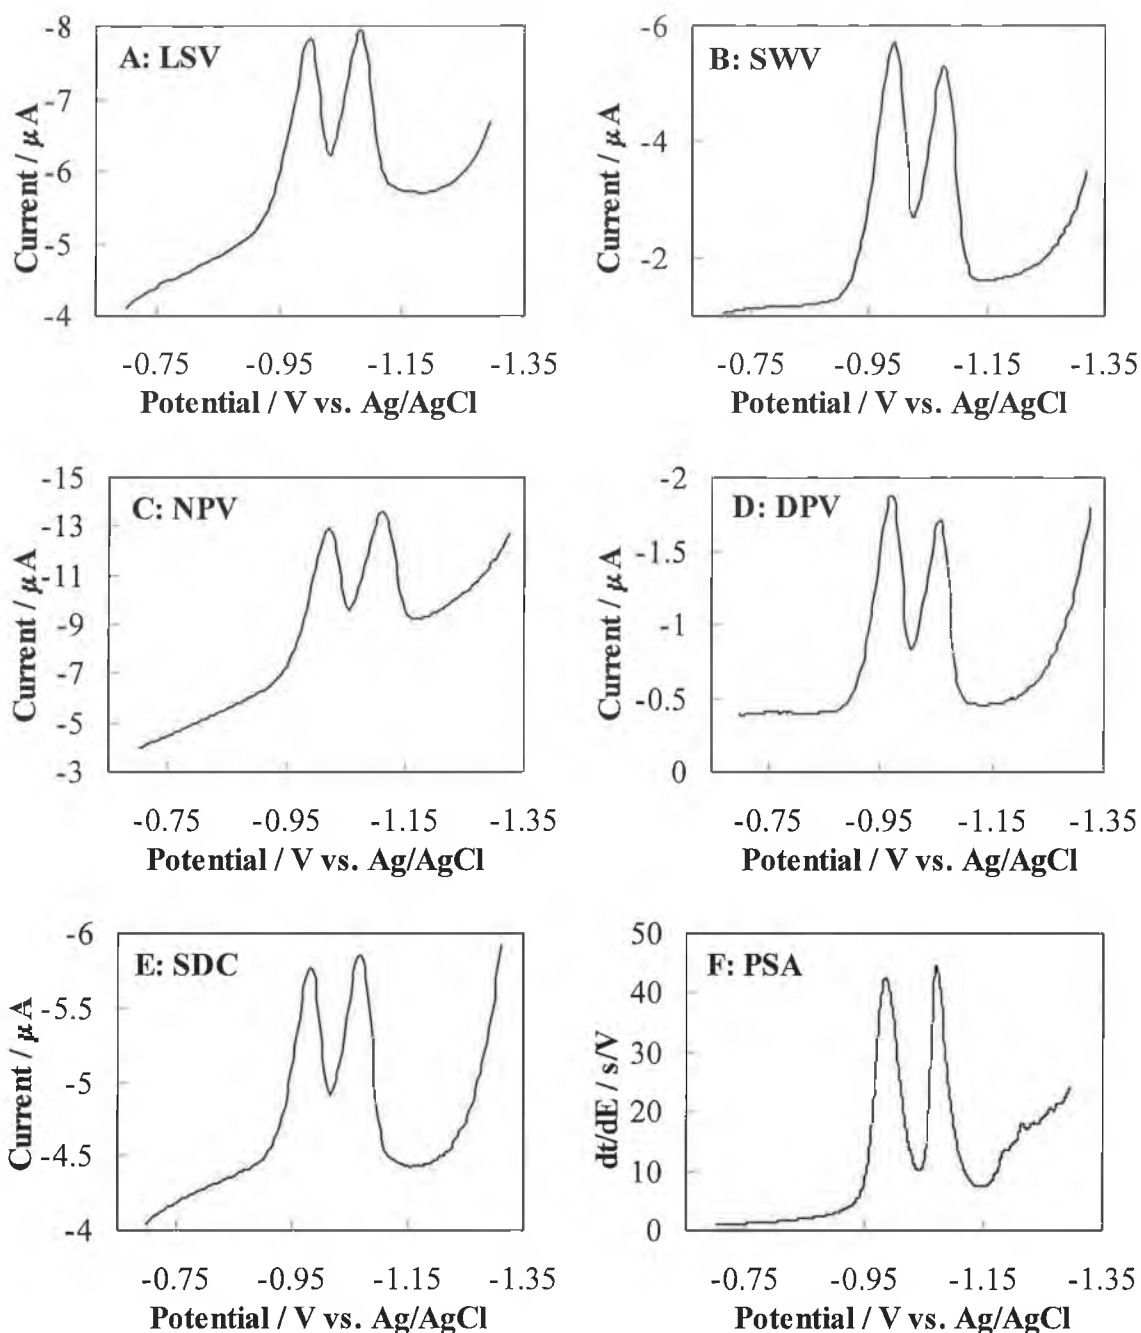 A: LSV
-8
-7
-6
-5
-4
Current / μA
-0.75 -0.95 -1.15 -1.35
Potential / V vs. Ag/AgCl
B: SWV
-6
-4
-2
Current / μA
-0.75 -0.95 -1.15 -1.35
Potential / V vs. Ag/AgCl
C: NPV
-15
-13
-11
-9
-7
-5
-3
Current / μA
-0.75 -0.95 -1.15 -1.35
Potential / V vs. Ag/AgCl
D: DPV
-2
-1.5
-1
-0.5
0
Current / μA
-0.75 -0.95 -1.15 -1.35
Potential / V vs. Ag/AgCl
E: SDC
-6
-5.5
-5
-4.5
-4
Current / μA
-0.75 -0.95 -1.15 -1.35
Potential / V vs. Ag/AgCl
F: PSA
50
40
30
20
10
0
dt/dE / s/V
-0.75 -0.95 -1.15 -1.35
Potential / V vs. Ag/AgCl